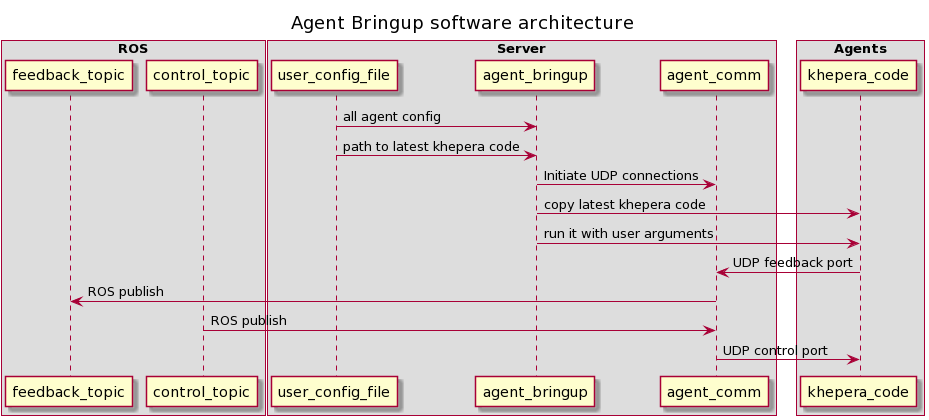 Agent Bringup software architecture
ROS
Server
Agents
feedback_topic
control_topic
user_config_file
agent_bringup
agent_comm
khepera_code
all agent config
path to latest khepera code
Initiate UDP connections
copy latest khepera code
run it with user arguments
UDP feedback port
ROS publish
ROS publish
UDP control port
feedback_topic
control_topic
user_config_file
agent_bringup
agent_comm
khepera_code